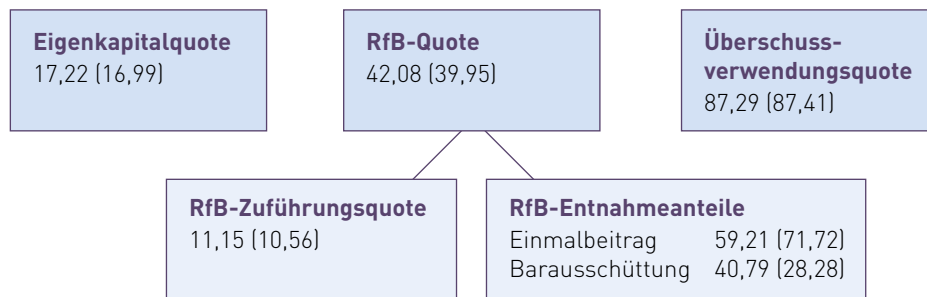 Eigenkapitalquote
17,22 (16,99)
RfB-Quote
42,08 (39,95)
Überschuss-
verwendungsquote
87,29 (87,41)
RfB-Zuführungsquote
11,15 (10,56)
RfB-Entnahmeanteile
Einmalbeitrag 59,21 (71,72)
Barausschüttung 40,79 (28,28)